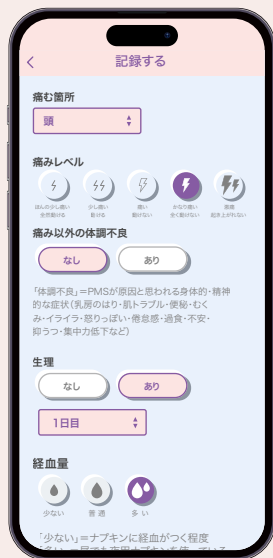 記録する
痛む箇所
頭
痛みレベル
ほんの少し痛い 少し痛い 痛い かなり痛い 激痛
全然動ける 動ける 動けない 全く動けない 起き上がれない
痛み以外の体調不良
なし あり
「体調不良」＝PMSが原因と思われる身体的・精神
的な症状（乳房のはり・肌トラブル・便秘・むく
み・イライラ・怒りっぽい・倦怠感・過食・不安・
抑うつ・集中力低下など）
生理
なし あり
1日目
経血量
少ない 普通 多い
「少ない」＝ナプキンに経血がつく程度